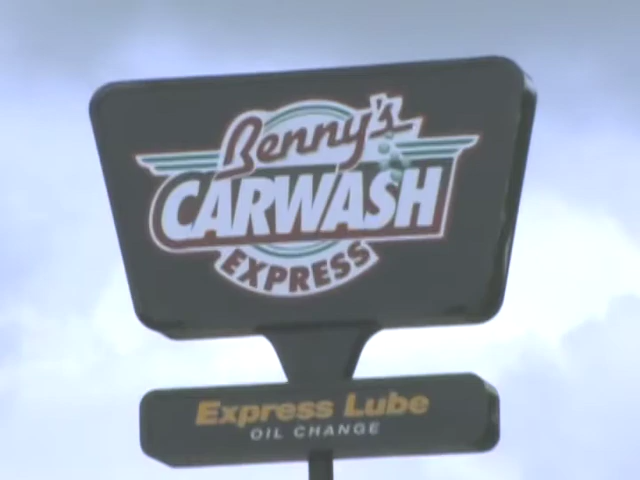 Benny's
CARWASH
EXPRESS
Express Lube
OIL CHANGE